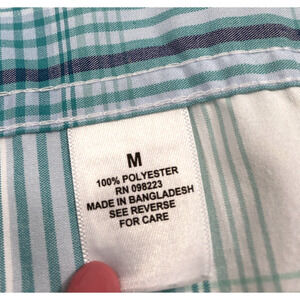 M
100% POLYESTER
RN 098223
MADE IN BANGLADESH
SEE REVERSE
FOR CARE